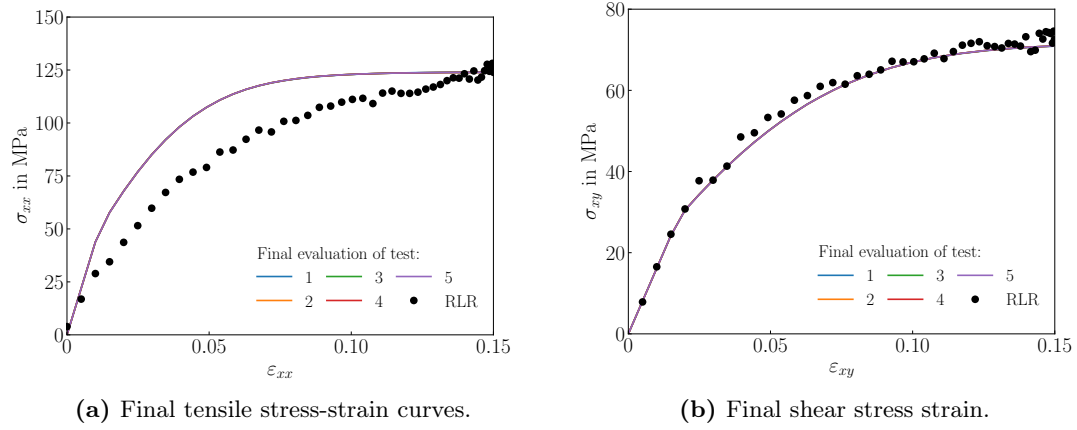 150
125
100
75
50
25
0
σxx in MPa
0
0.05
0.10
0.15
εxx
Final evaluation of test:
1 3 5
2 4 RLR
(a) Final tensile stress-strain curves.
80
60
40
20
0
σxy in MPa
0
0.05
0.10
0.15
εxy
Final evaluation of test:
1 3 5
2 4 RLR
(b) Final shear stress strain.